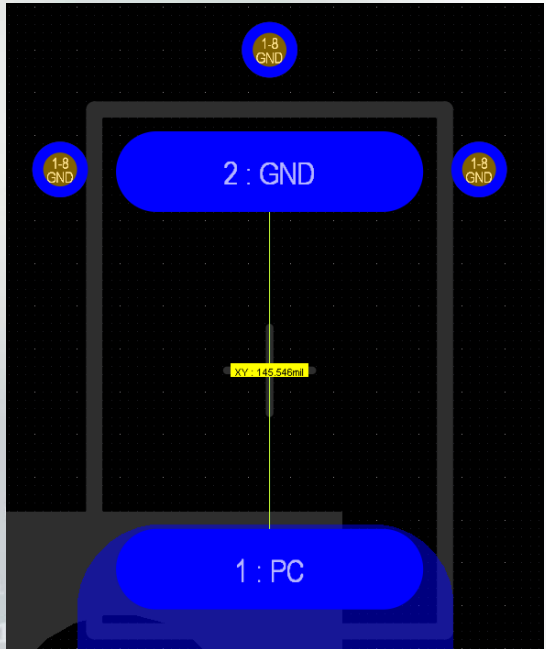 1-8
GND
1-8
GND
2 : GND
1-8
GND
XY : 145.546mil
1 : PC